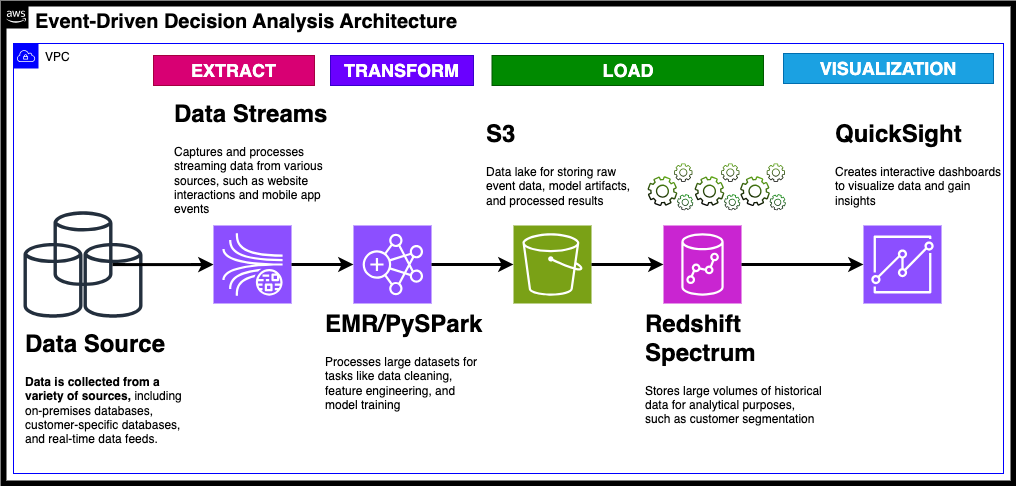 aws
Event-Driven Decision Analysis Architecture
VPC
EXTRACT
TRANSFORM
LOAD
VISUALIZATION
Data Streams
Captures and processes
streaming data from various
sources, such as website
interactions and mobile app
events
S3
Data lake for storing raw
event data, model artifacts,
and processed results
QuickSight
Creates interactive dashboards
to visualize data and gain
insights
Data Source
Data is collected from a
variety of sources, including
on-premises databases,
customer-specific databases,
and real-time data feeds.
EMR/PySPark
Processes large datasets for
tasks like data cleaning,
feature engineering, and
model training
Redshift
Spectrum
Stores large volumes of historical
data for analytical purposes,
such as customer segmentation